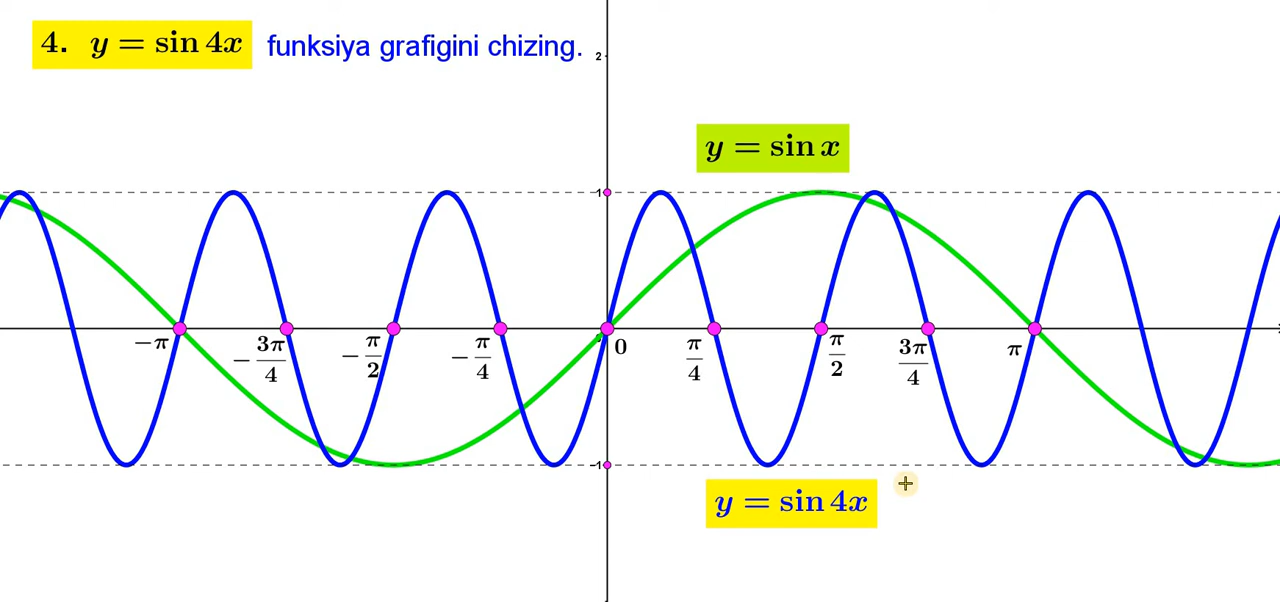 4. y = sin 4x funksiya grafigini chizing.
2
y = sin x
1
-π
-3π/4
-π/2
-π/4
0
π/4
π/2
3π/4
π
-1
y = sin 4x